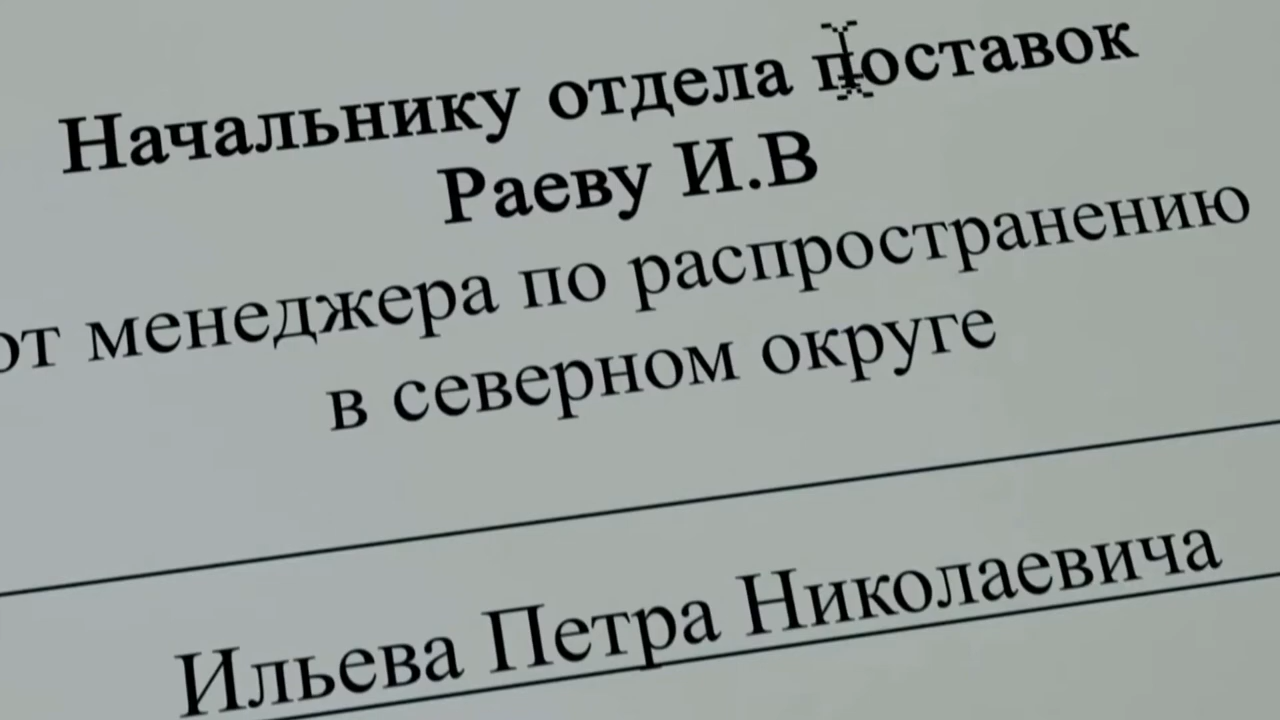 Начальнику отдела поставок
Раеву И.В
от менеджера по распространению
в северном округе
Ильева Петра Николаевича